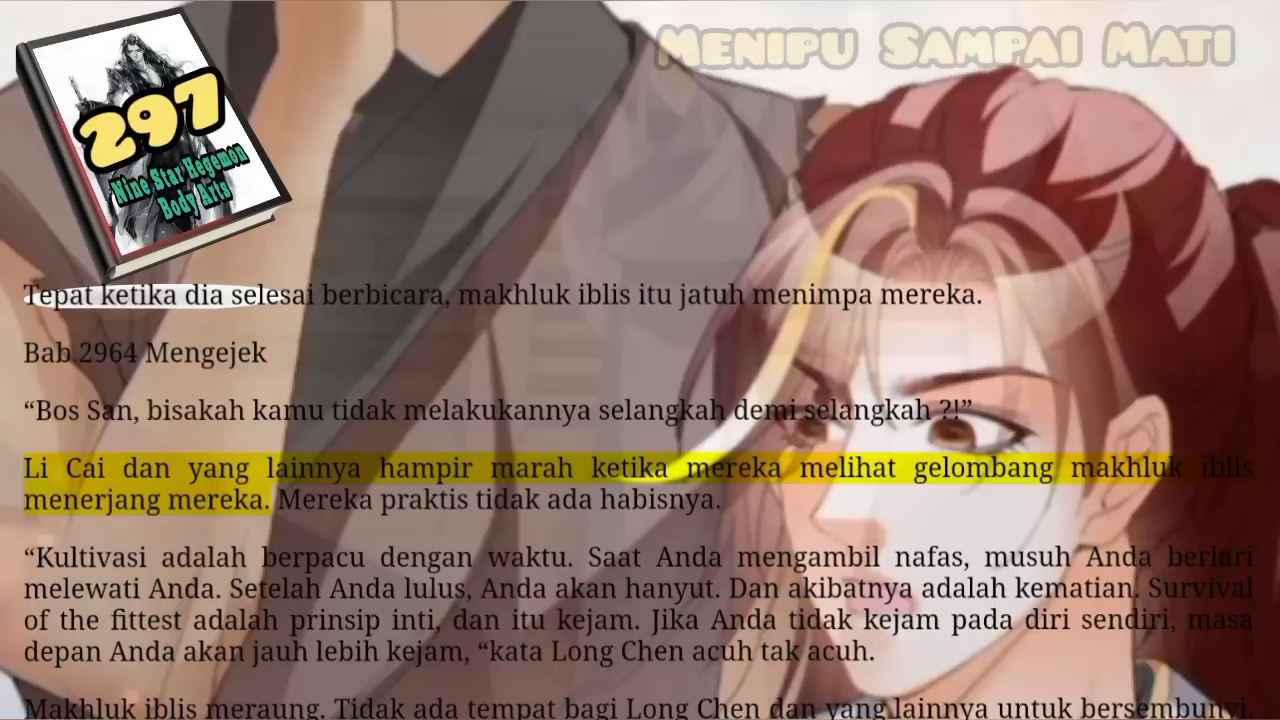 Menipu Sampai Mati
297
Nine Star Hegemon
Body Arts
Tepat ketika dia selesai berbicara, makhluk iblis itu jatuh menimpa mereka.
Bab 2964 Mengejek
“Bos San, bisakah kamu tidak melakukannya selangkah demi selangkah ?!”
Li Cai dan yang lainnya hampir marah ketika mereka melihat gelombang makhluk iblis
menerjang mereka. Mereka praktis tidak ada habisnya.
“Kultivasi adalah berpacu dengan waktu. Saat Anda mengambil nafas, musuh Anda berlari
melewati Anda. Setelah Anda lulus, Anda akan hanyut. Dan akibatnya adalah kematian. Survival
of the fittest adalah prinsip inti, dan itu kejam. Jika Anda tidak kejam pada diri sendiri, masa
depan Anda akan jauh lebih kejam, “kata Long Chen acuh tak acuh.
Makhluk iblis meraung. Tidak ada tempat bagi Long Chen dan yang lainnya untuk bersembunyi.